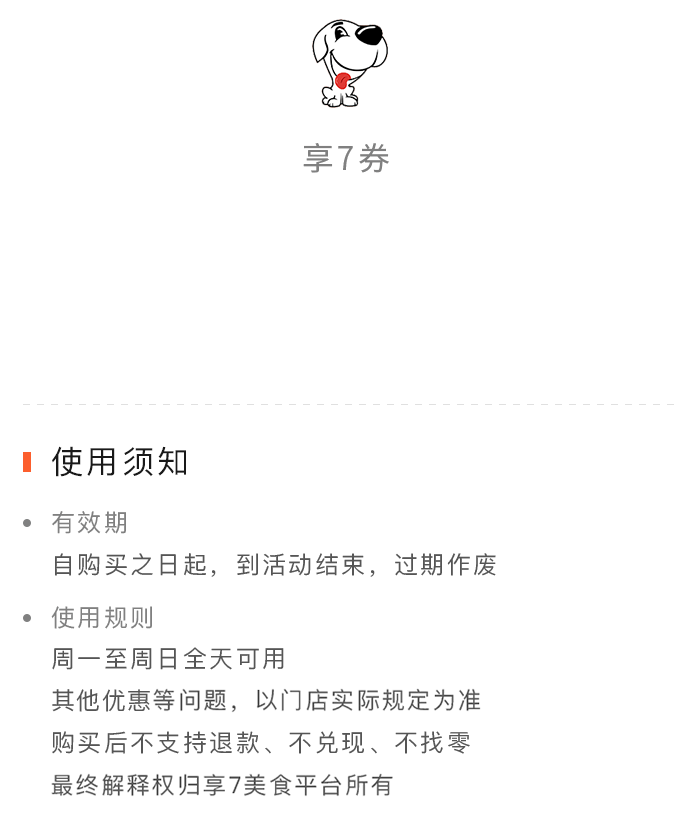 享7券
使用须知
有效期
自购买之日起，到活动结束，过期作废
使用规则
周一至周日全天可用
其他优惠等问题，以门店实际规定为准
购买后不支持退款、不兑现、不找零
最终解释权归享7美食平台所有